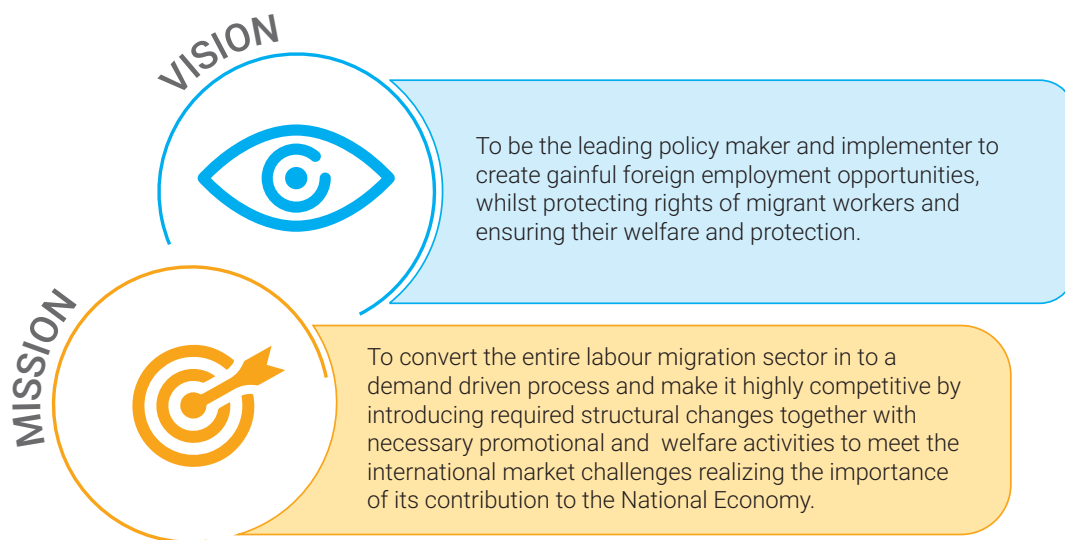 VISION
To be the leading policy maker and implementer to
create gainful foreign employment opportunities,
whilst protecting rights of migrant workers and
ensuring their welfare and protection.
MISSION
To convert the entire labour migration sector in to a
demand driven process and make it highly competitive by
introducing required structural changes together with
necessary promotional and  welfare activities to meet the
international market challenges realizing the importance
of its contribution to the National Economy.